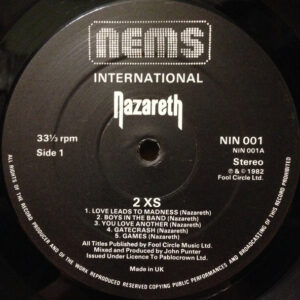 nems
INTERNATIONAL
Nazareth
33⅓ rpm
Side 1
NIN 001
NIN 001A
Stereo
℗ & © 1982
Fool Circle Ltd.
2 XS
1. LOVE LEADS TO MADNESS (Nazareth)
2. BOYS IN THE BAND (Nazareth)
3. YOU LOVE ANOTHER (Nazareth)
4. GATECRASH (Nazareth)
5. GAMES (Nazareth)
All Titles Published by Fool Circle Music Ltd.
Mixed and Produced by John Punter
Issued Under Licence To Pablocrown Ltd.
Made in UK
ALL RIGHTS OF THE RECORD PRODUCER AND OF THE WORK REPRODUCED RESERVED COPYING PUBLIC PERFORMANCES AND BROADCASTING OF THIS RECORD PROHIBITED